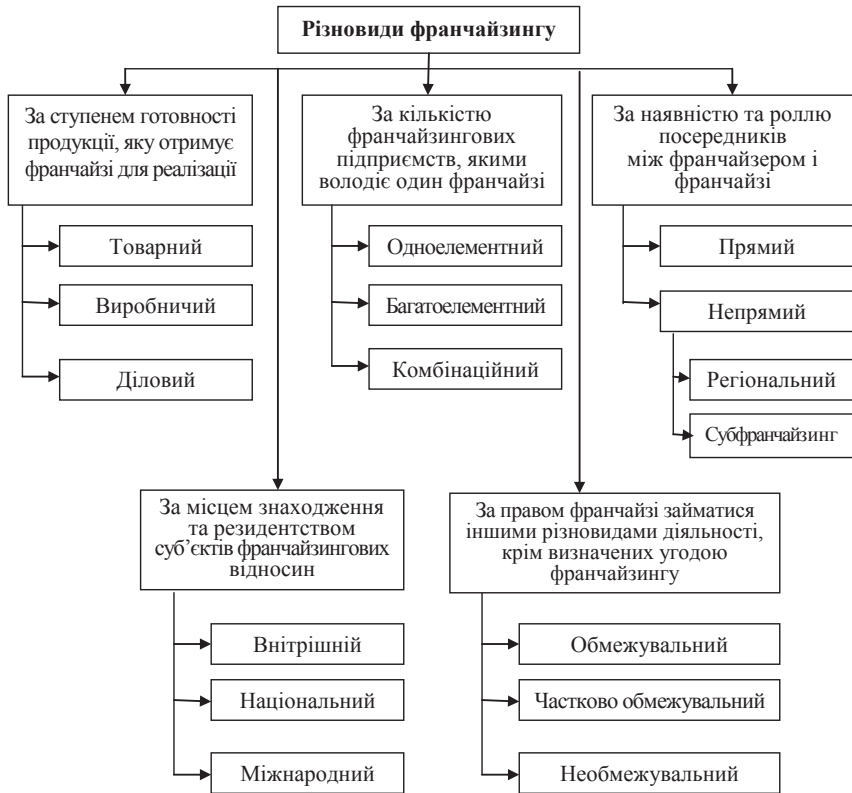 Різновиди франчайзингу
За ступенем готовності
продукції, яку отримує
франчайзі для реалізації
Товарний
Виробничий
Діловий
За кількістю
франчайзингових
підприємств, якими
володіє один франчайзі
Одноелементний
Багатоелементний
Комбінаційний
За наявністю та роллю
посередників
між франчайзером і
франчайзі
Прямий
Непрямий
Регіональний
Субфранчайзинг
За місцем знаходження
та резидентством
суб’єктів франчайзингових
відносин
Внітрішній
Національний
Міжнародний
За правом франчайзі займатися
іншими різновидами діяльності,
крім визначених угодою
франчайзингу
Обмежувальний
Частково обмежувальний
Необмежувальний